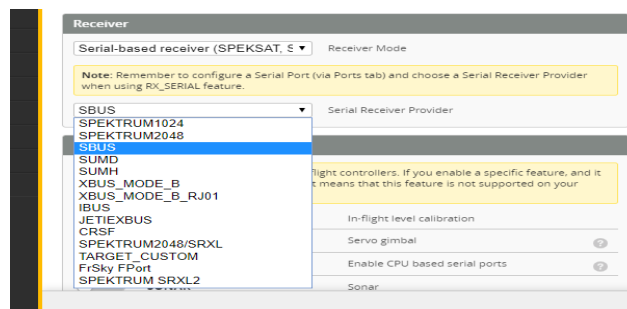 Receiver
Serial-based receiver (SPEKSAT, S
Receiver Mode
Note: Remember to configure a Serial Port (via Ports tab) and choose a Serial Receiver Provider
when using RX_SERIAL feature.
SBUS
Serial Receiver Provider
SPEKTRUM1024
SPEKTRUM2048
SBUS
SUMD
SUMH
XBUS_MODE_B
XBUS_MODE_B_RJ01
IBUS
JETIEXBUS
CRSF
SPEKTRUM2048/SRXL
TARGET_CUSTOM
FrSky FPort
SPEKTRUM SRXL2
flight controllers. If you enable a specific feature, and it
t means that this feature is not supported on your
In-flight level calibration
Servo gimbal
Enable CPU based serial ports
SONAR
Sonar